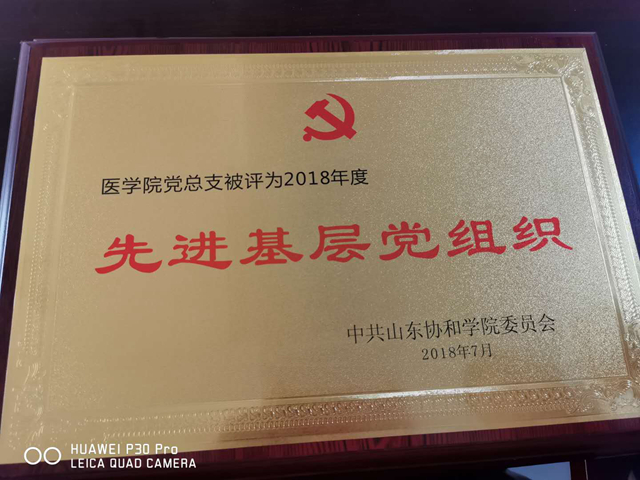 医学院党总支被评为2018年度
先进基层党组织
中共山东协和学院委员会
2018年7月
HUAWEI P30 Pro
LEICA QUAD CAMERA